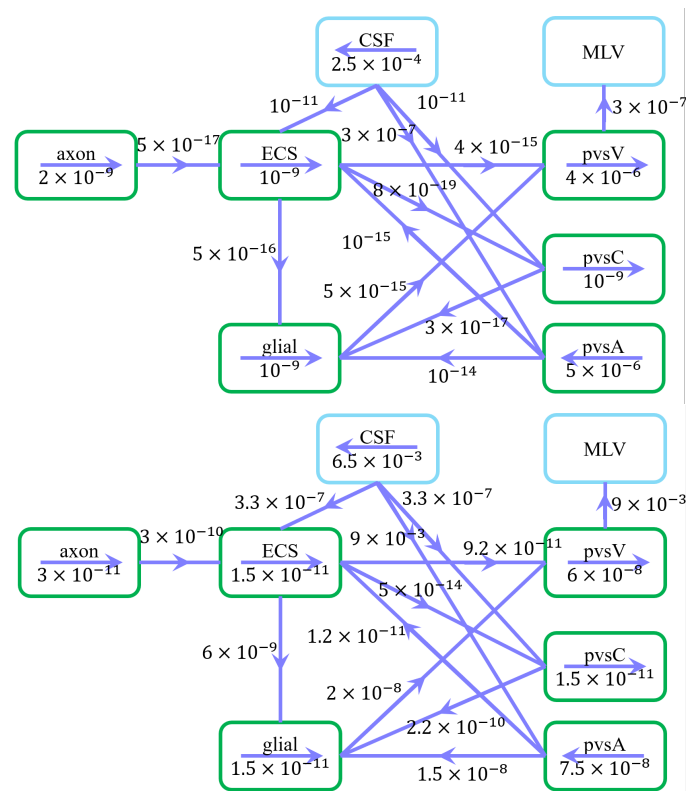 CSF
2.5 × 10⁻⁴
MLV
10⁻¹¹
10⁻¹¹
3 × 10⁻⁷
5 × 10⁻¹⁷
3 × 10⁻⁷
4 × 10⁻¹⁵
axon
2 × 10⁻⁹
ECS
10⁻⁹
pvsV
4 × 10⁻⁶
8 × 10⁻¹⁹
5 × 10⁻¹⁶
10⁻¹⁵
pvsC
10⁻⁹
5 × 10⁻¹⁵
3 × 10⁻¹⁷
glial
10⁻⁹
pvsA
5 × 10⁻⁶
10⁻¹⁴
CSF
6.5 × 10⁻³
MLV
3.3 × 10⁻⁷
3.3 × 10⁻⁷
9 × 10⁻³
3 × 10⁻¹⁰
9 × 10⁻³
9.2 × 10⁻¹¹
axon
3 × 10⁻¹¹
ECS
1.5 × 10⁻¹¹
pvsV
6 × 10⁻⁸
5 × 10⁻¹⁴
6 × 10⁻⁹
1.2 × 10⁻¹¹
pvsC
1.5 × 10⁻¹¹
2 × 10⁻⁸
2.2 × 10⁻¹⁰
glial
1.5 × 10⁻¹¹
pvsA
7.5 × 10⁻⁸
1.5 × 10⁻⁸